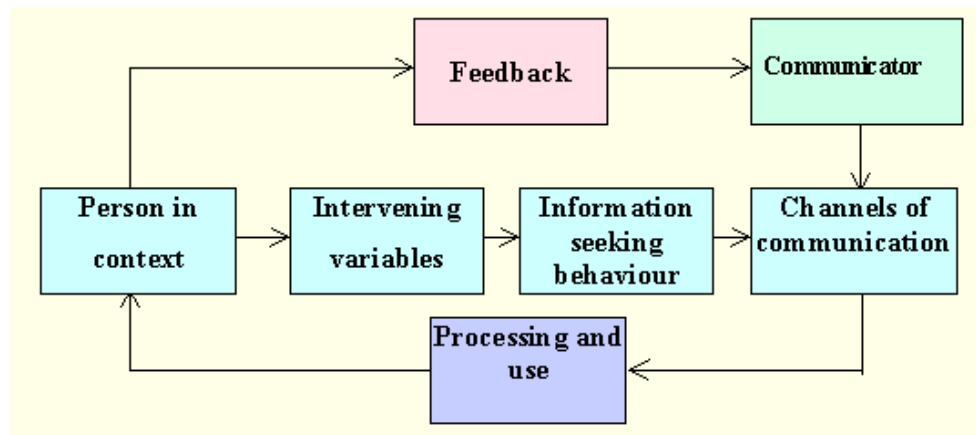 Feedback
Communicator
Person in
context
Intervening
variables
Information
seeking
behaviour
Channels of
communication
Processing and
use